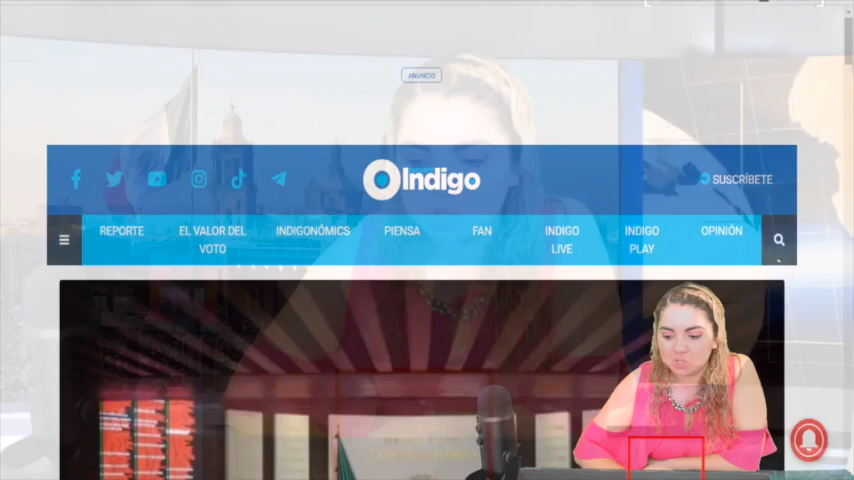 ANUNCIO
Indigo
SUSCRÍBETE
REPORTE
EL VALOR DEL
VOTO
INDIGONÓMICS
PIENSA
FAN
INDIGO
LIVE
INDIGO
PLAY
OPINIÓN